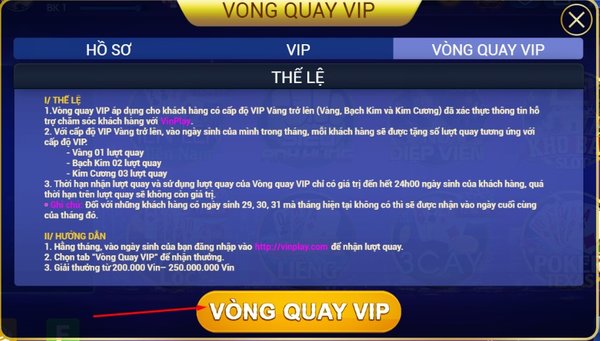 BK 1
VÒNG QUAY VIP
HỒ SƠ
VIP
VÒNG QUAY VIP
THỂ LỆ
I/ THỂ LỆ
1.Vòng quay VIP áp dụng cho khách hàng có cấp độ VIP Vàng trở lên (Vàng, Bạch Kim và Kim Cương) đã xác thực thông tin hỗ
trợ chăm sóc khách hàng với VinPlay.
2. Với cấp độ VIP Vàng trở lên, vào ngày sinh của mình trong tháng, mỗi khách hàng sẽ được tặng số lượt quay tương ứng với
cấp độ VIP.
- Vàng 01 lượt quay
- Bạch Kim 02 lượt quay
- Kim Cương 03 lượt quay
3. Thời hạn nhận lượt quay và sử dụng lượt quay của Vòng quay VIP chỉ có giá trị đến hết 24h00 ngày sinh của khách hàng, quá
thời hạn trên lượt quay sẽ không còn giá trị.
Ghi chú: Đối với những khách hàng có ngày sinh 29, 30, 31 mà tháng hiện tại không có thì sẽ được nhận vào ngày cuối cùng
của tháng đó.
II/ HƯỚNG DẪN
1. Hằng tháng, vào ngày sinh của bạn đăng nhập vào http://vinplay.com để nhận lượt quay.
2. Chọn tab "Vòng Quay VIP" để nhận thưởng.
3. Giải thưởng từ 200.000 Vin– 250.000.000 Vin
3CÂY
VÒNG QUAY VIP